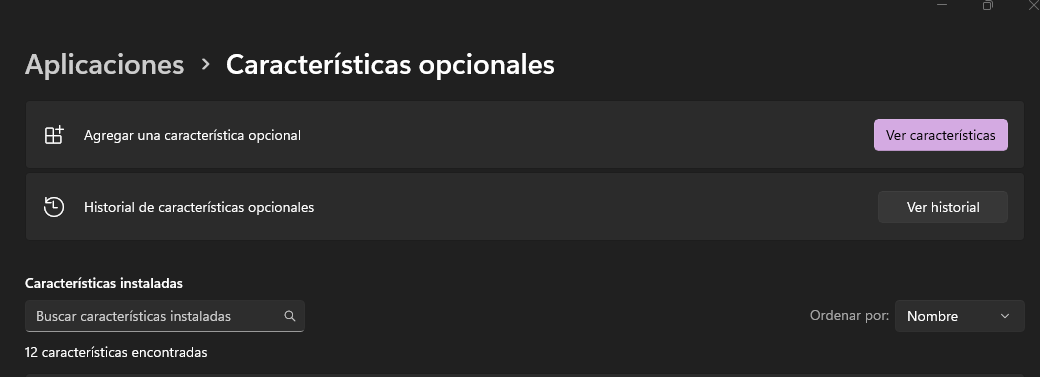 Aplicaciones > Características opcionales
Agregar una característica opcional
Ver características
Historial de características opcionales
Ver historial
Características instaladas
Buscar características instaladas
Ordenar por: Nombre
12 características encontradas